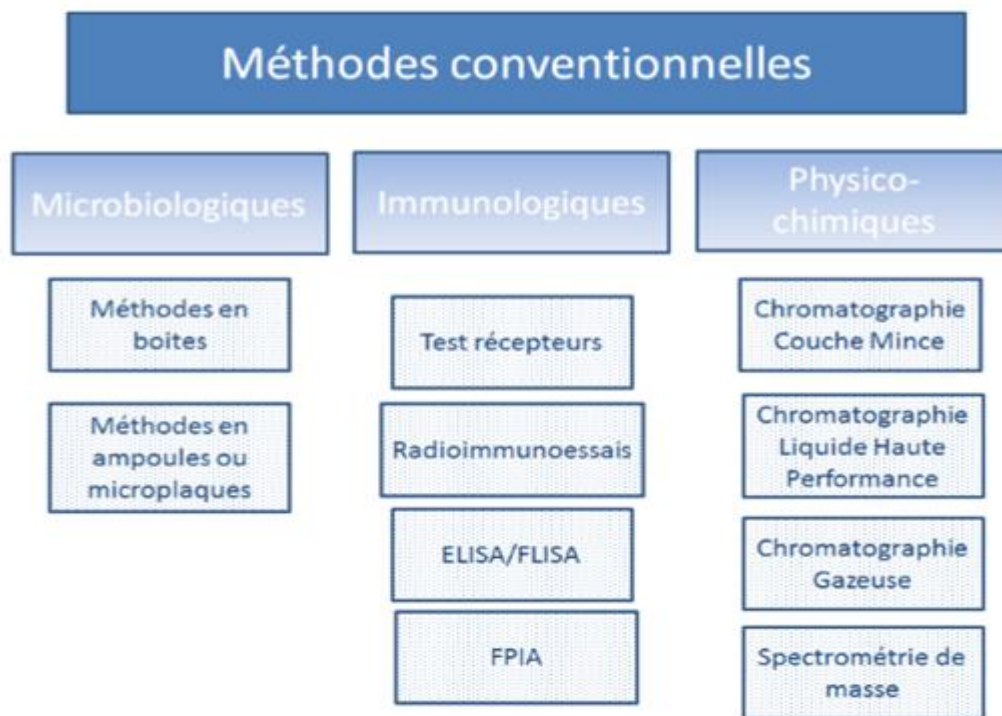 Méthodes conventionnelles
Microbiologiques
Méthodes en
boites
Méthodes en
ampoules ou
microplaques
Immunologiques
Test récepteurs
Radioimmunoessais
ELISA/FLISA
FPIA
Physico-
chimiques
Chromatographie
Couche Mince
Chromatographie
Liquide Haute
Performance
Chromatographie
Gazeuse
Spectrométrie de
masse